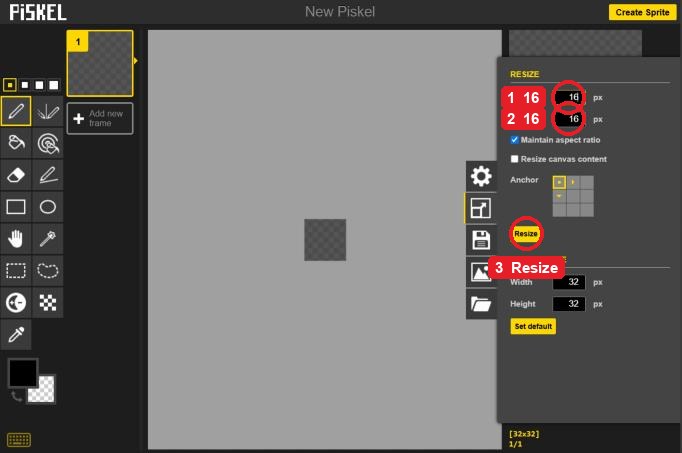 PiSKEL
New Piskel
Create Sprite
1
Add new
frame
RESIZE
1 16
16
px
2 16
16
px
Maintain aspect ratio
Resize canvas content
Anchor
Resize
3 Resize
Width
32
px
Height
32
px
Set default
[32x32]
1/1